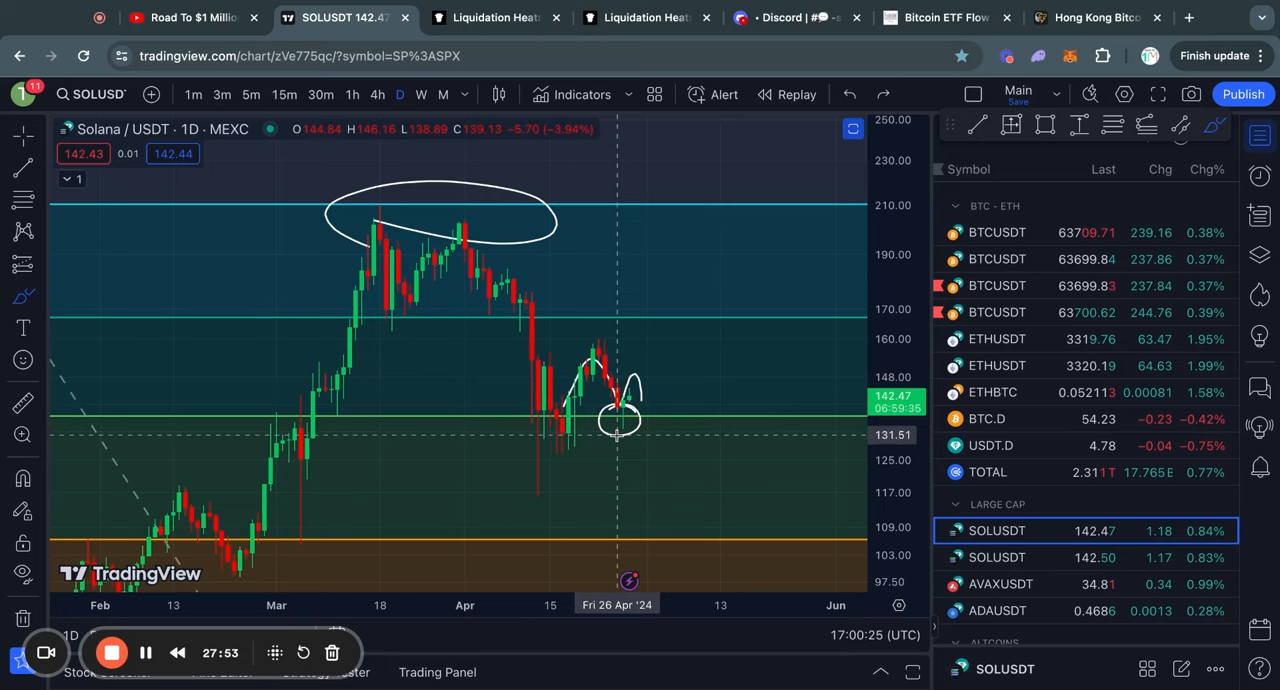 Road To $1 Millio
SOLUSDT 142.47
Liquidation Heat
Liquidation Heat
• Discord | #💬 -s
Bitcoin ETF Flow
Hong Kong Bitco
tradingview.com/chart/zVe775qc/?symbol=SP%3ASPX
Finish update
T 11
SOLUSD
1m 3m 5m 15m 30m 1h 4h D W M
Indicators
Alert
Replay
Main
Save
Publish
Solana / USDT · 1D · MEXC
O144.84 H146.16 L138.89 C139.13 −5.70 (−3.94%)
142.43 0.01 142.44
1
250.00
230.00
210.00
190.00
170.00
160.00
148.00
142.47
06:59:35
131.51
125.00
117.00
109.00
103.00
97.50
TradingView
Feb 13 Mar 18 Apr 15 Fri 26 Apr '24 13 Jun
1D
17:00:25 (UTC)
27:53
Trading Panel
Symbol Last Chg Chg%
BTC - ETH
BTCUSDT 63709.71 239.16 0.38%
BTCUSDT 63699.84 237.86 0.37%
BTCUSDT 63699.83 237.84 0.37%
BTCUSDT 63700.62 244.76 0.39%
ETHUSDT 3319.76 63.47 1.95%
ETHUSDT 3320.19 64.63 1.99%
ETHBTC 0.052113 0.00081 1.58%
BTC.D 54.23 −0.23 −0.42%
USDT.D 4.78 −0.04 −0.75%
TOTAL 2.311T 17.765B 0.77%
LARGE CAP
SOLUSDT 142.47 1.18 0.84%
SOLUSDT 142.50 1.17 0.83%
AVAXUSDT 34.81 0.34 0.99%
ADAUSDT 0.4686 0.0013 0.28%
ALTCOINS
SOLUSDT